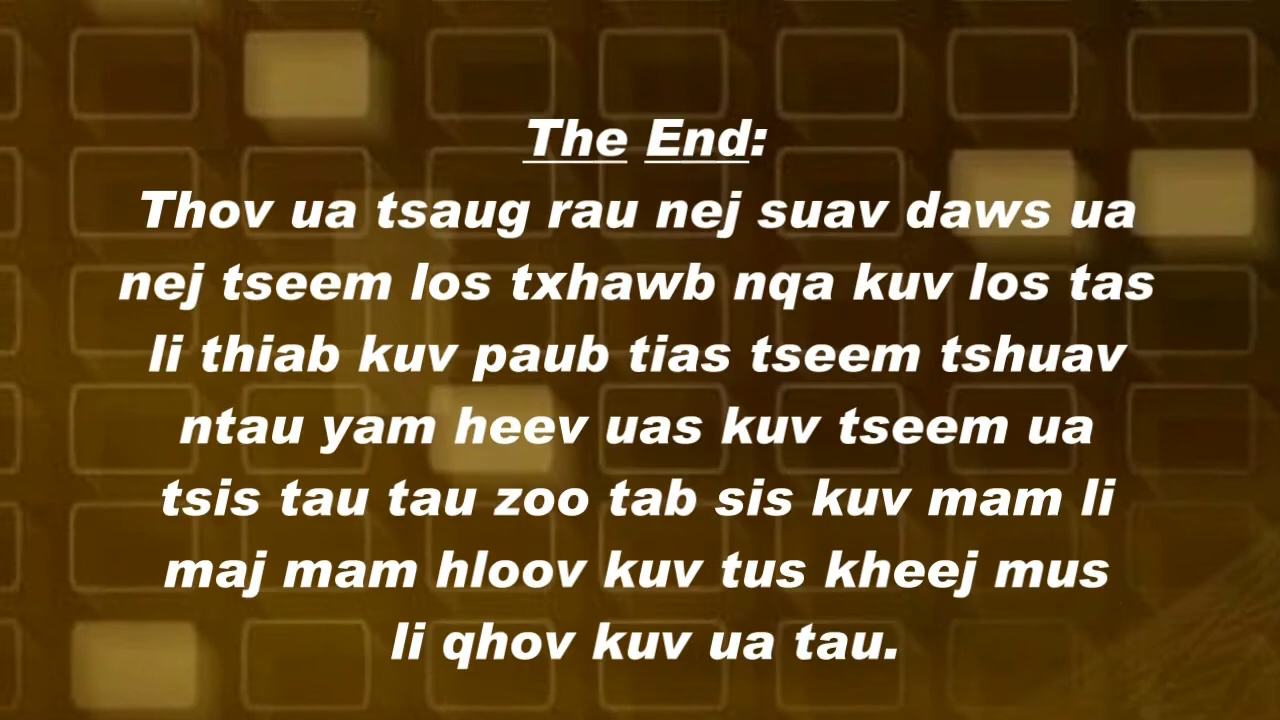 The End:
Thov ua tsaug rau nej suav daws ua
nej tseem los txhawb nqa kuv los tas
li thiab kuv paub tias tseem tshuav
ntau yam heev uas kuv tseem ua
tsis tau tau zoo tab sis kuv mam li
maj mam hloov kuv tus kheej mus
li qhov kuv ua tau.